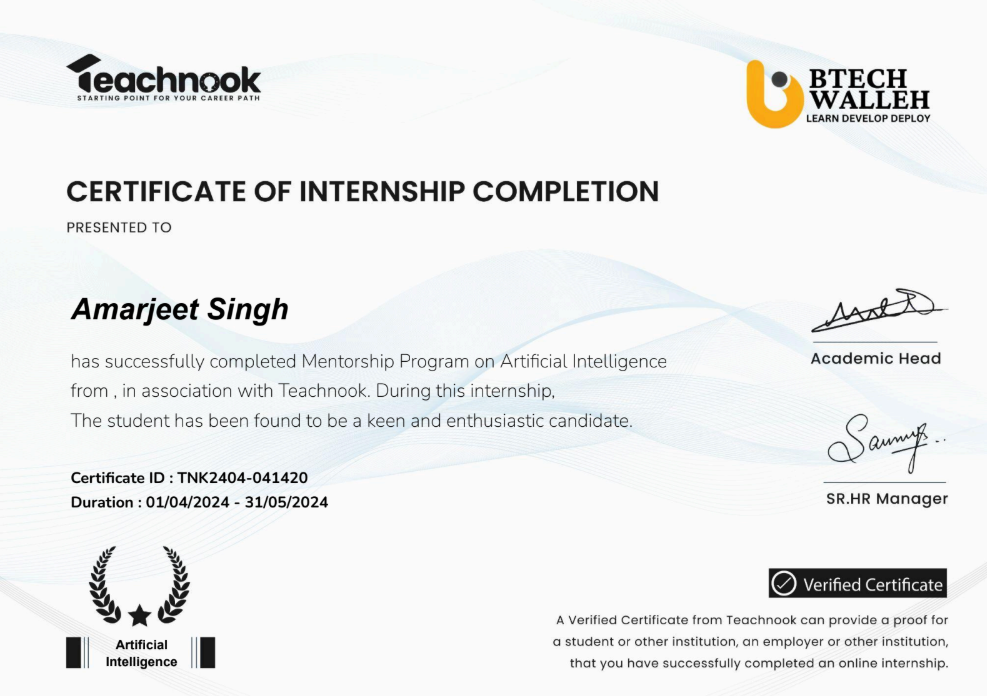 Teachnook
STARTING POINT FOR YOUR CAREER PATH
BTECH
WALLEH
LEARN DEVELOP DEPLOY
CERTIFICATE OF INTERNSHIP COMPLETION
PRESENTED TO
Amarjeet Singh
has successfully completed Mentorship Program on Artificial Intelligence
from , in association with Teachnook. During this internship,
The student has been found to be a keen and enthusiastic candidate.
Certificate ID : TNK2404-041420
Duration : 01/04/2024 - 31/05/2024
Academic Head
SR.HR Manager
Artificial
Intelligence
Verified Certificate
A Verified Certificate from Teachnook can provide a proof for
a student or other institution, an employer or other institution,
that you have successfully completed an online internship.